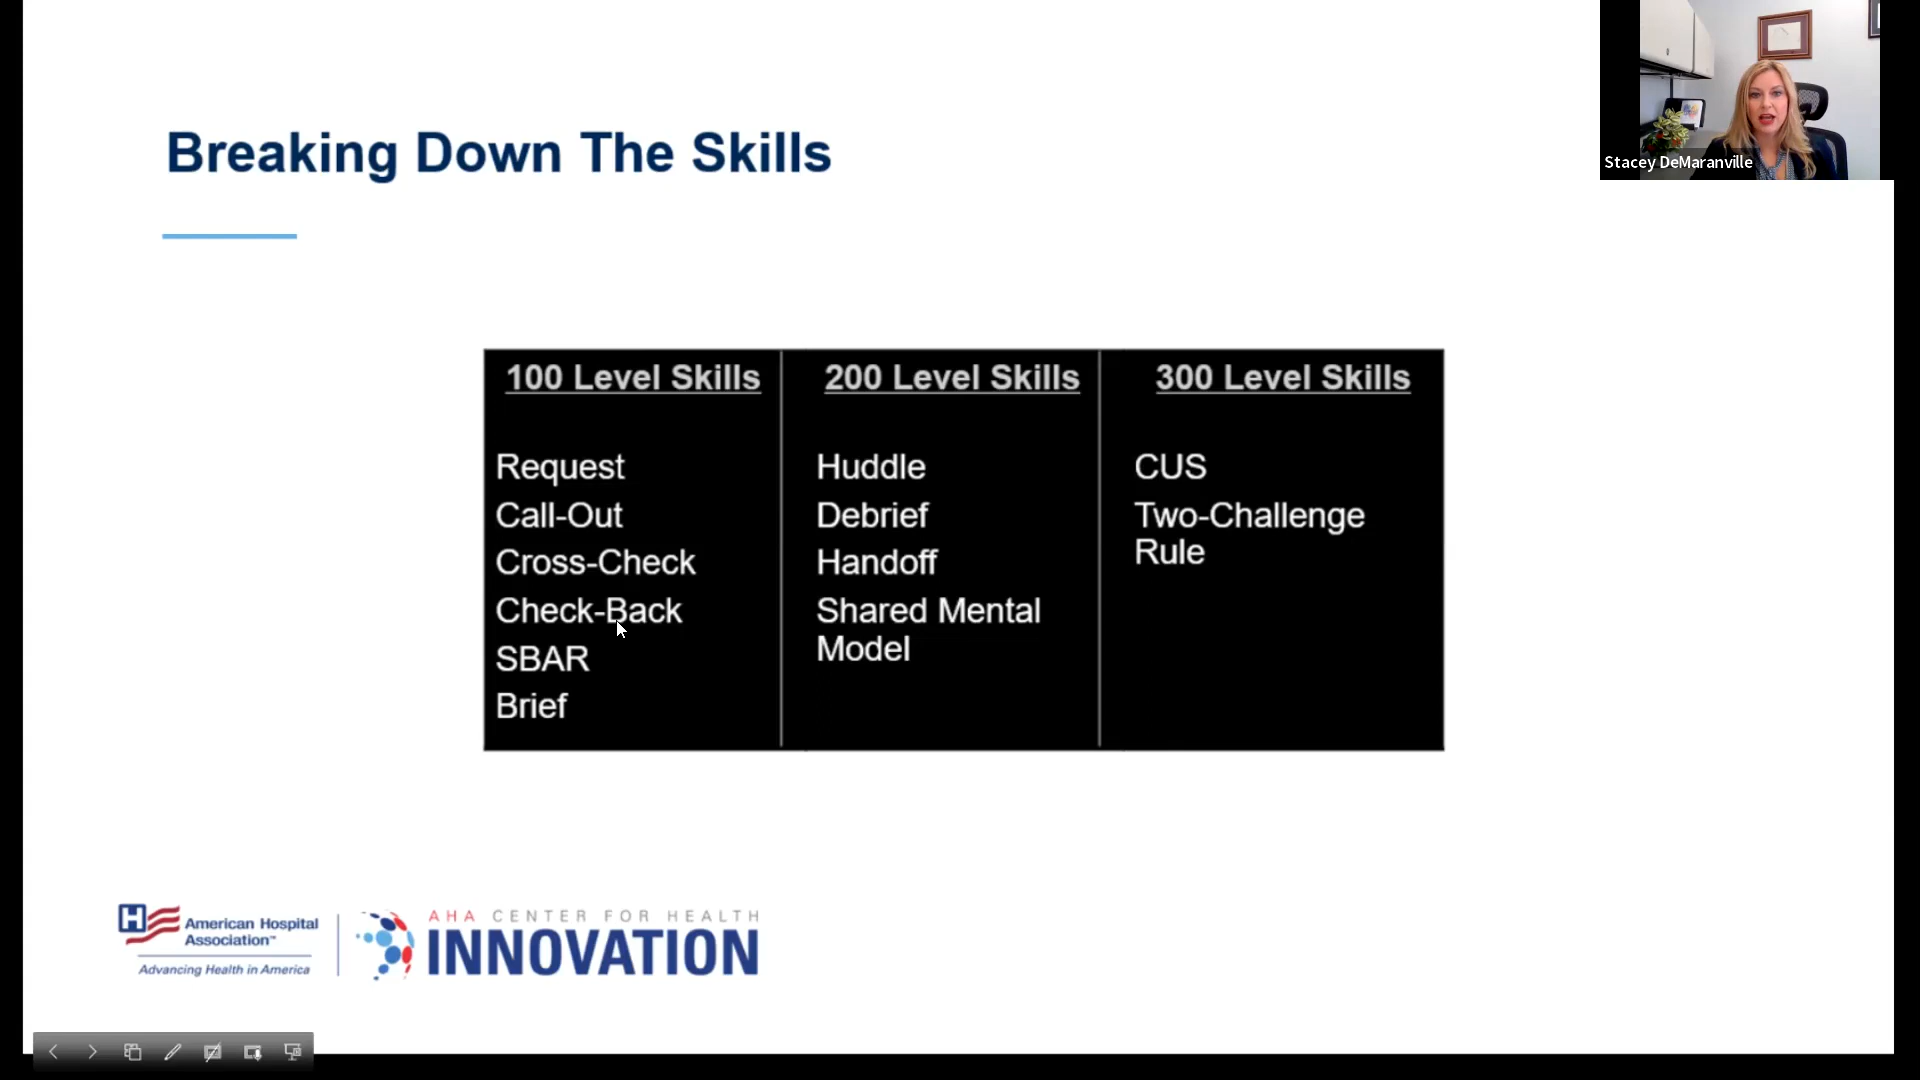 Breaking Down The Skills
Stacey DeMaranville
100 Level Skills
Request
Call-Out
Cross-Check
Check-Back
SBAR
Brief
200 Level Skills
Huddle
Debrief
Handoff
Shared Mental
Model
300 Level Skills
CUS
Two-Challenge
Rule
H
American Hospital
Association™
Advancing Health in America
AHA CENTER FOR HEALTH
INNOVATION